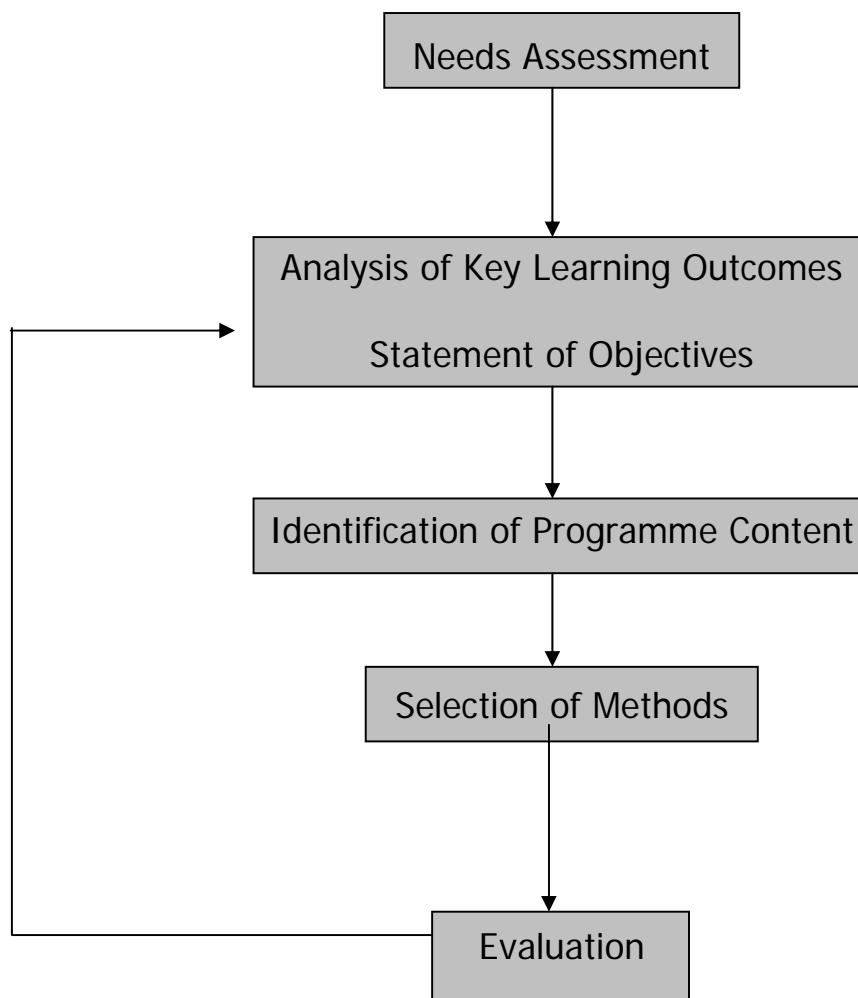 Needs Assessment
Analysis of Key Learning Outcomes
Statement of Objectives
Identification of Programme Content
Selection of Methods
Evaluation